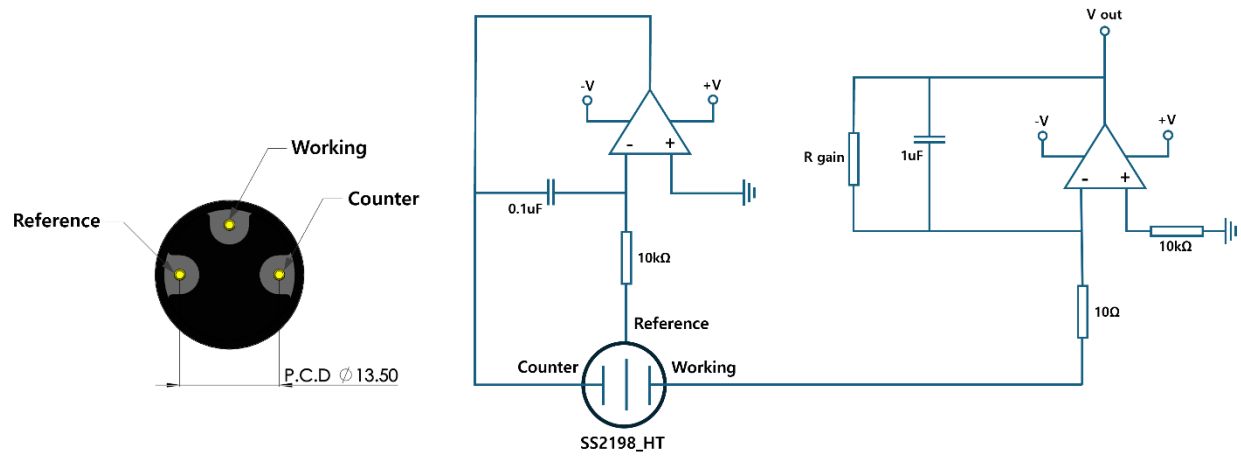 Working
Counter
Reference
P.C.D ∅13.50
-V
+V
-
+
0.1uF
10kΩ
Reference
Counter
Working
SS2198_HT
V out
R gain
1uF
-V
+V
-
+
10kΩ
10Ω